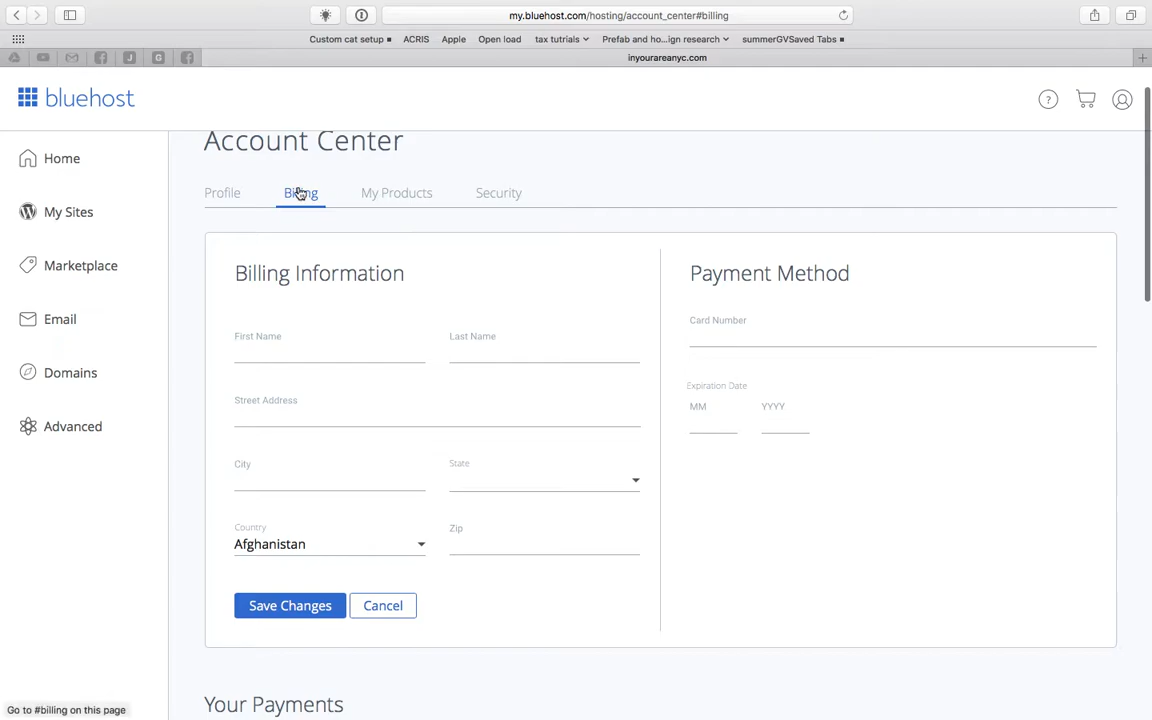 my.bluehost.com/hosting/account_center#billing
Custom cat setup ACRIS Apple Open load tax tutrials Prefab and ho...ign research summerGVSaved Tabs
inyourareanyc.com
bluehost
?
Home
My Sites
Marketplace
Email
Domains
Advanced
Account Center
Profile Billing My Products Security
Billing Information
First Name Last Name
Street Address
City State
Country Zip
Afghanistan
Save Changes Cancel
Payment Method
Card Number
Expiration Date
MM YYYY
Your Payments
Go to #billing on this page